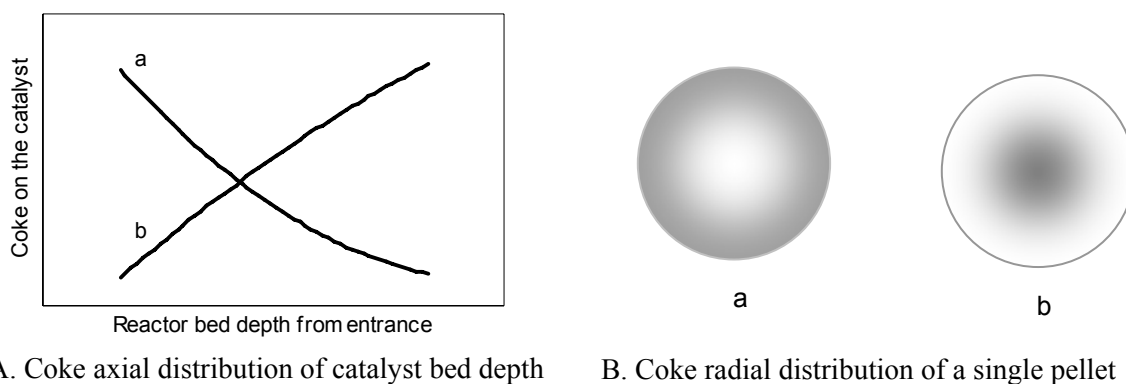 Coke on the catalyst
a
b
Reactor bed depth from entrance
a
b
A. Coke axial distribution of catalyst bed depth
B. Coke radial distribution of a single pellet